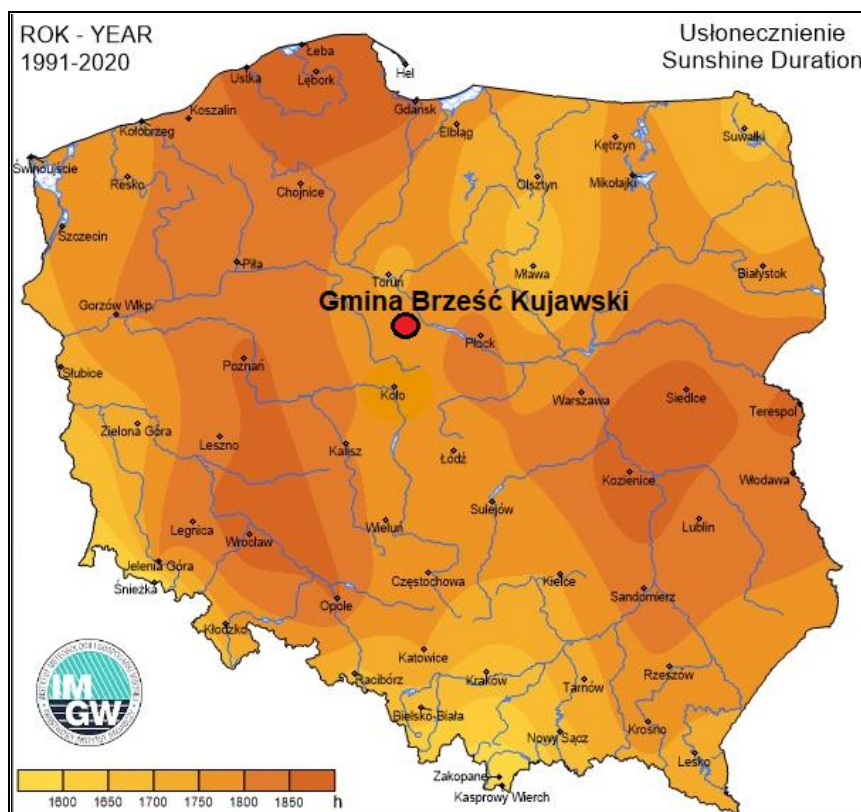 ROK - YEAR
1991-2020
Usłonecznienie
Sunshine Duration
Łeba
Ustka
Lębork
Hel
Gdańsk
Koszalin
Kołobrzeg
Elbląg
Kętrzyn
Suwałki
Świnoujście
Resko
Chojnice
Olsztyn
Mikołajki
Szczecin
Piła
Toruń
Mława
Białystok
Gmina Brześć Kujawski
Gorzów Wlkp.
Płock
Słubice
Poznań
Koło
Warszawa
Siedlce
Terespol
Zielona Góra
Leszno
Kalisz
Łódź
Kozienice
Włodawa
Sulejów
Legnica
Wrocław
Wieluń
Lublin
Jelenia Góra
Śnieżka
Częstochowa
Kielce
Opole
Sandomierz
Kłodzko
Katowice
Racibórz
Kraków
Tarnów
Rzeszów
Bielsko-Biała
Nowy Sącz
Krosno
Lesko
Zakopane
Kasprowy Wierch
IM
GW
1600 1650 1700 1750 1800 1850 h